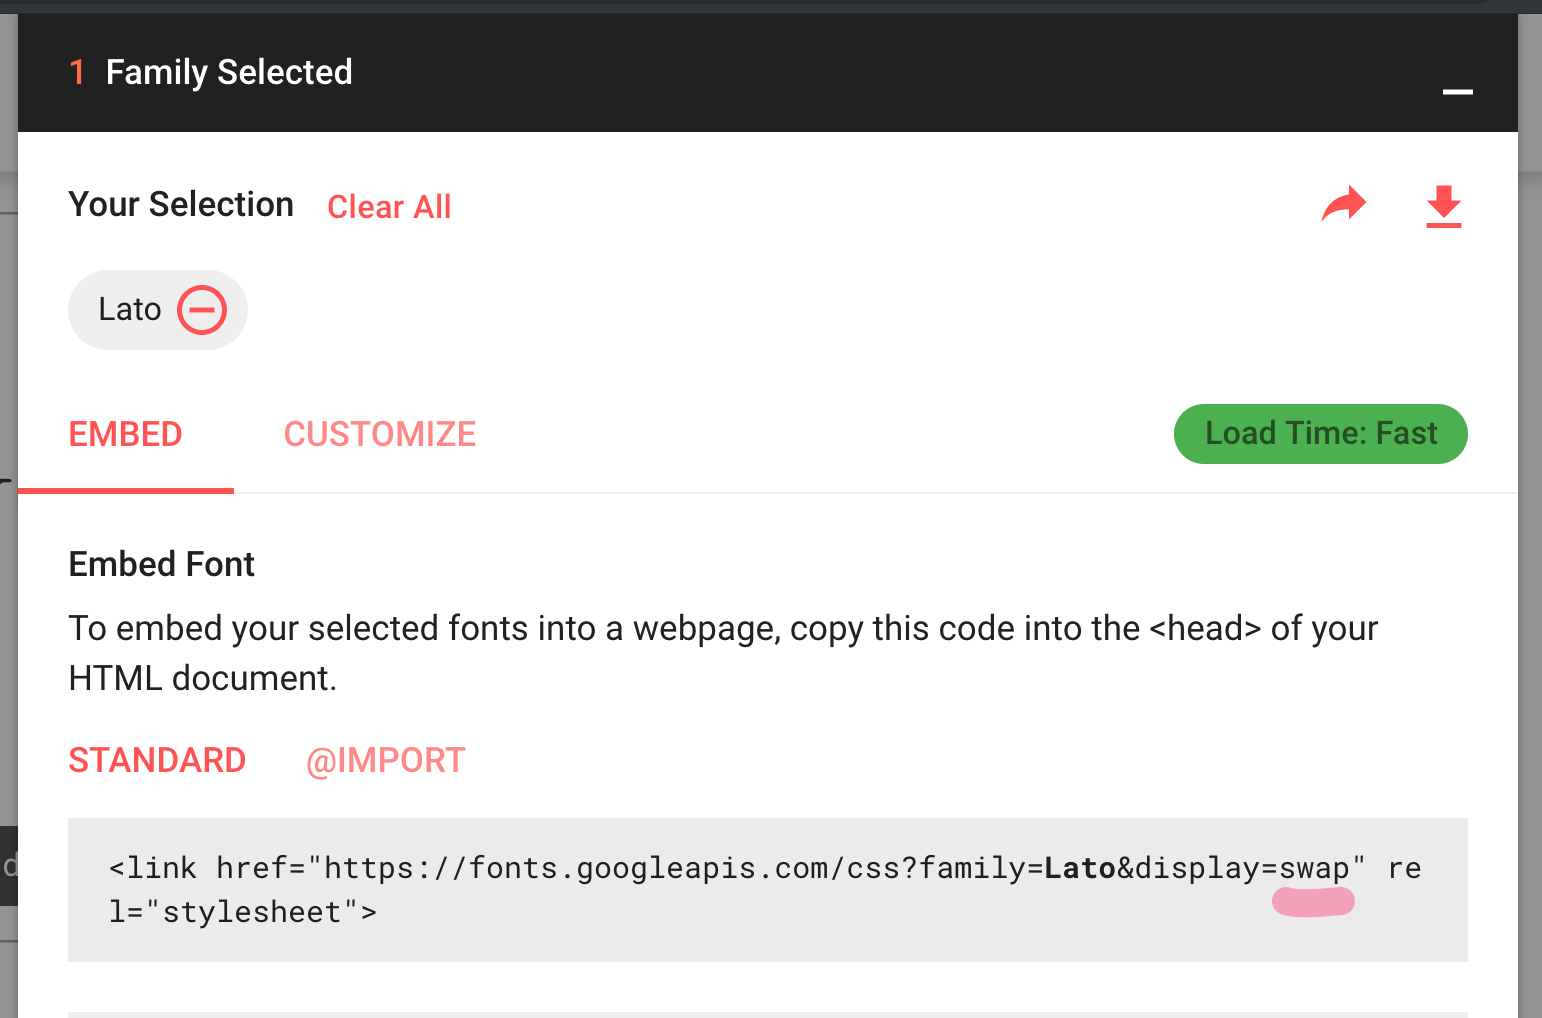 1 Family Selected
Your Selection Clear All
Lato
EMBED CUSTOMIZE Load Time: Fast
Embed Font
To embed your selected fonts into a webpage, copy this code into the <head> of your
HTML document.
STANDARD @IMPORT
<link href="https://fonts.googleapis.com/css?family=Lato&display=swap" re
l="stylesheet">